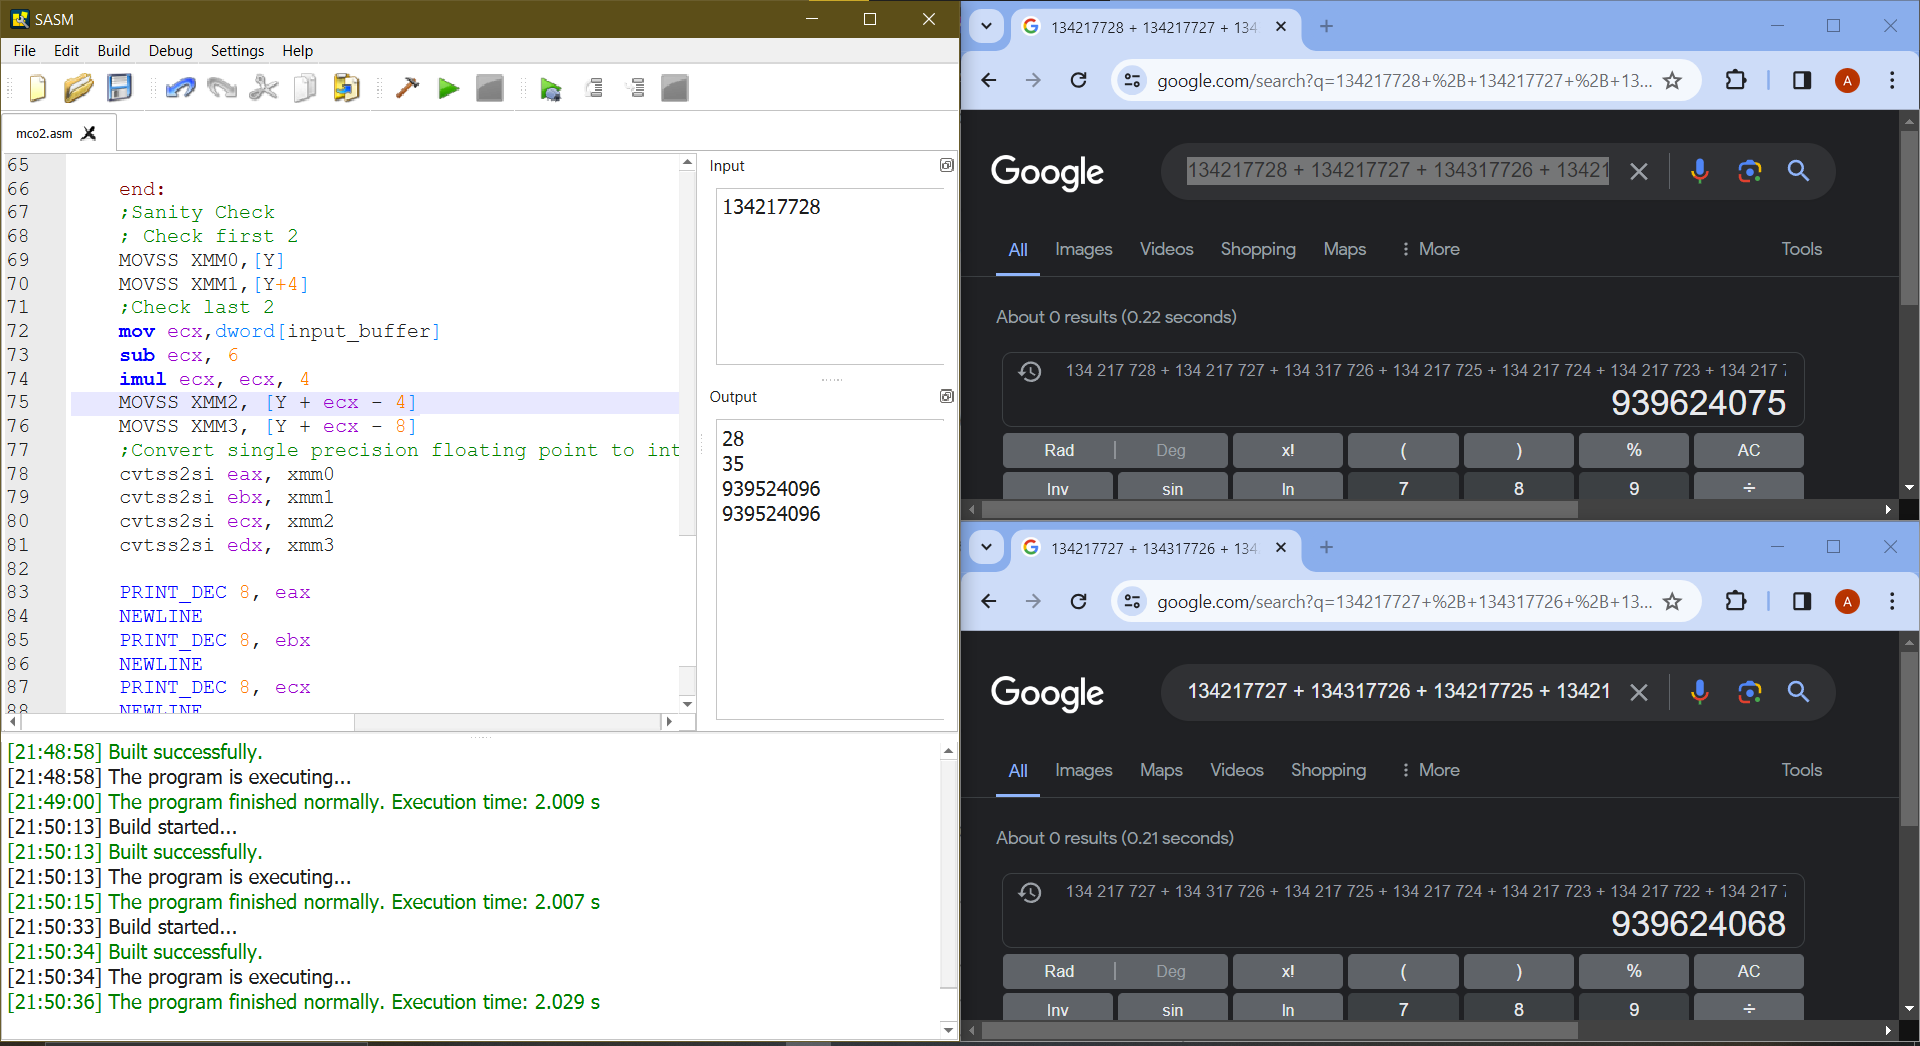 SASM
File Edit Build Debug Settings Help
mco2.asm
65
66 end:
67 ;Sanity Check
68 ; Check first 2
69 MOVSS XMM0,[Y]
70 MOVSS XMM1,[Y+4]
71 ;Check last 2
72 mov ecx,dword[input_buffer]
73 sub ecx, 6
74 imul ecx, ecx, 4
75 MOVSS XMM2, [Y + ecx - 4]
76 MOVSS XMM3, [Y + ecx - 8]
77 ;Convert single precision floating point to int
78 cvtss2si eax, xmm0
79 cvtss2si ebx, xmm1
80 cvtss2si ecx, xmm2
81 cvtss2si edx, xmm3
82
83 PRINT_DEC 8, eax
84 NEWLINE
85 PRINT_DEC 8, ebx
86 NEWLINE
87 PRINT_DEC 8, ecx
88 NEWLINE
Input
134217728
Output
28
35
939524096
939524096
[21:48:58] Built successfully.
[21:48:58] The program is executing...
[21:49:00] The program finished normally. Execution time: 2.009 s
[21:50:13] Build started...
[21:50:13] Built successfully.
[21:50:13] The program is executing...
[21:50:15] The program finished normally. Execution time: 2.007 s
[21:50:33] Build started...
[21:50:34] Built successfully.
[21:50:34] The program is executing...
[21:50:36] The program finished normally. Execution time: 2.029 s
134217728 + 134217727 + 134
google.com/search?q=134217728+%2B+134217727+%2B+13...
A
Google
134217728 + 134217727 + 134317726 + 13421
All Images Videos Shopping Maps More Tools
About 0 results (0.22 seconds)
134 217 728 + 134 217 727 + 134 317 726 + 134 217 725 + 134 217 724 + 134 217 723 + 134 217 7
939624075
Rad | Deg x! ( ) % AC
Inv sin ln 7 8 9 ÷
134217727 + 134317726 + 134
google.com/search?q=134217727+%2B+134317726+%2B+13...
A
Google
134217727 + 134317726 + 134217725 + 13421
All Images Maps Videos Shopping More Tools
About 0 results (0.21 seconds)
134 217 727 + 134 317 726 + 134 217 725 + 134 217 724 + 134 217 723 + 134 217 722 + 134 217 7
939624068
Rad | Deg x! ( ) % AC
Inv sin ln 7 8 9 ÷